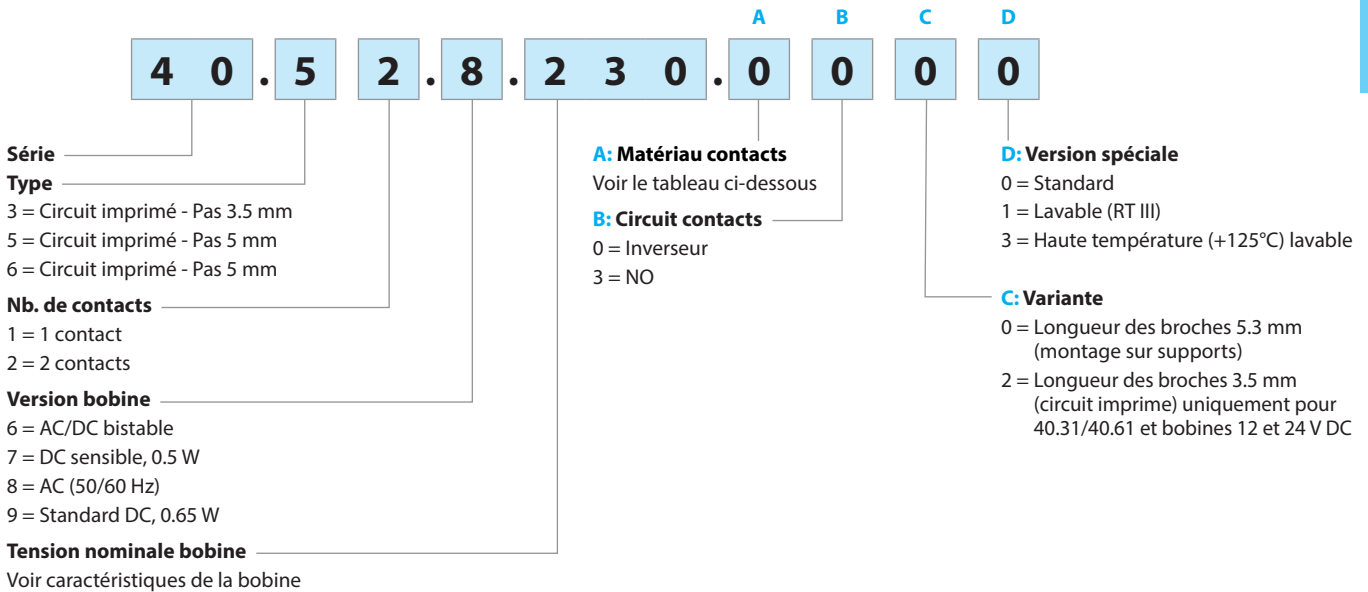 A B C D
4 0 . 5 2 . 8 . 2 3 0 . 0 0 0 0
Série
Type
3 = Circuit imprimé - Pas 3.5 mm
5 = Circuit imprimé - Pas 5 mm
6 = Circuit imprimé - Pas 5 mm
Nb. de contacts
1 = 1 contact
2 = 2 contacts
Version bobine
6 = AC/DC bistable
7 = DC sensible, 0.5 W
8 = AC (50/60 Hz)
9 = Standard DC, 0.65 W
Tension nominale bobine
Voir caractéristiques de la bobine
A: Matériau contacts
Voir le tableau ci-dessous
B: Circuit contacts
0 = Inverseur
3 = NO
D: Version spéciale
0 = Standard
1 = Lavable (RT III)
3 = Haute température (+125°C) lavable
C: Variante
0 = Longueur des broches 5.3 mm
(montage sur supports)
2 = Longueur des broches 3.5 mm
(circuit imprime) uniquement pour
40.31/40.61 et bobines 12 et 24 V DC